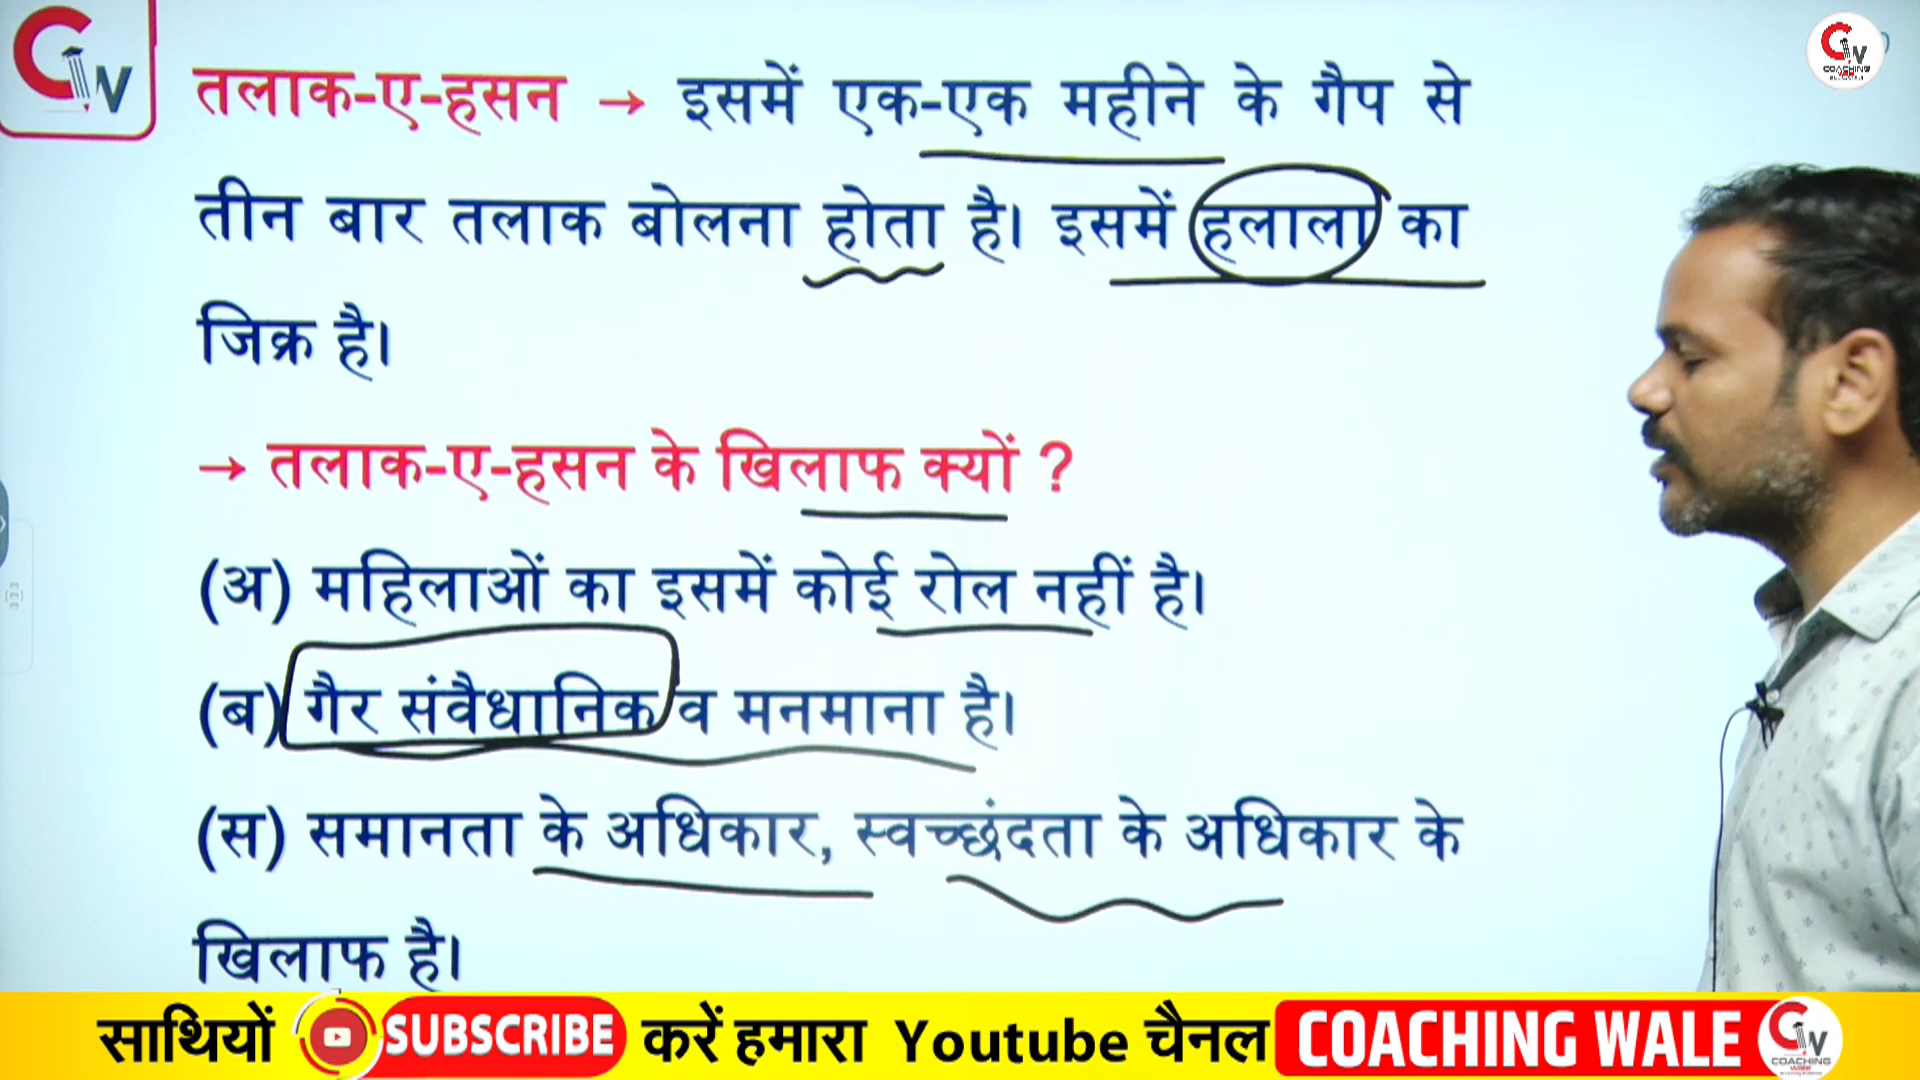 तलाक-ए-हसन → इसमें एक-एक महीने के गैप से
तीन बार तलाक बोलना होता है। इसमें हलाला का
जिक्र है।
→ तलाक-ए-हसन के खिलाफ क्यों ?
(अ) महिलाओं का इसमें कोई रोल नहीं है।
(ब) गैर संवैधानिक व मनमाना है।
(स) समानता के अधिकार, स्वच्छंदता के अधिकार के
खिलाफ है।
साथियों SUBSCRIBE करें हमारा Youtube चैनल COACHING WALE